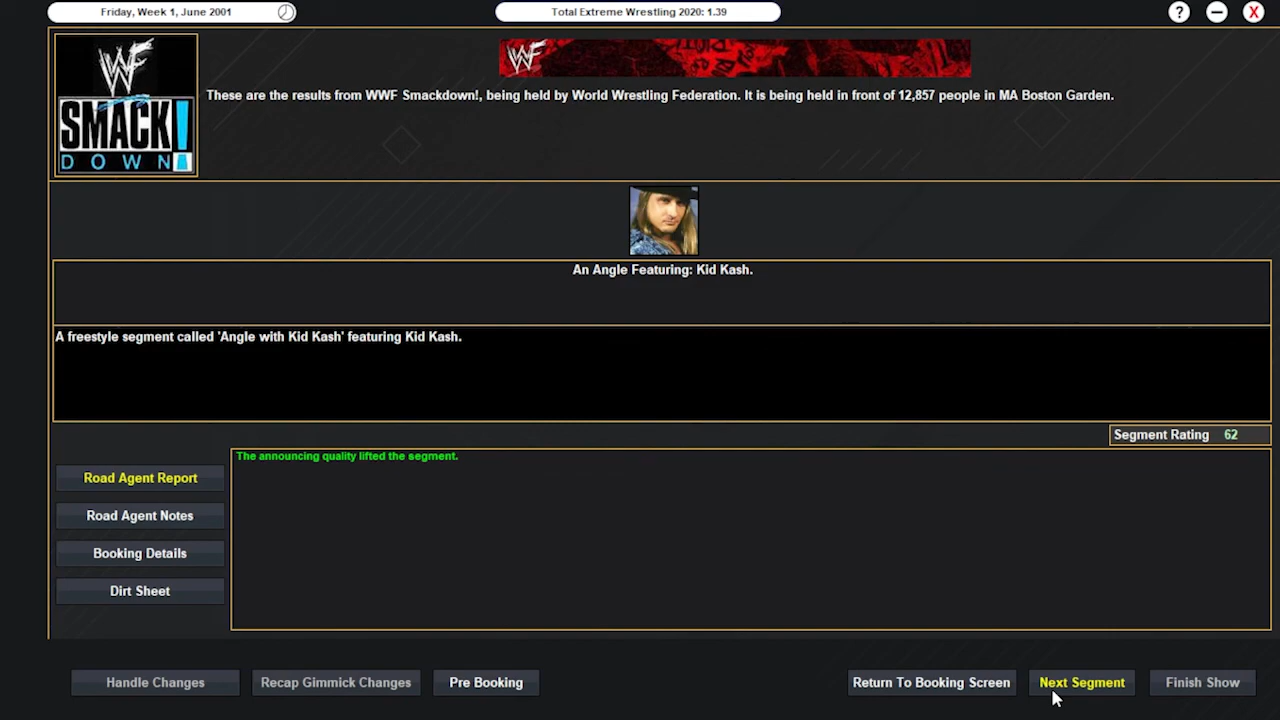 Friday, Week 1, June 2001
Total Extreme Wrestling 2020: 1.39
?
X
WF
SMACK!
DOWN
WF
These are the results from WWF Smackdown!, being held by World Wrestling Federation. It is being held in front of 12,857 people in MA Boston Garden.
An Angle Featuring: Kid Kash.
A freestyle segment called 'Angle with Kid Kash' featuring Kid Kash.
Segment Rating 62
Road Agent Report
The announcing quality lifted the segment.
Road Agent Notes
Booking Details
Dirt Sheet
Handle Changes
Recap Gimmick Changes
Pre Booking
Return To Booking Screen
Next Segment
Finish Show